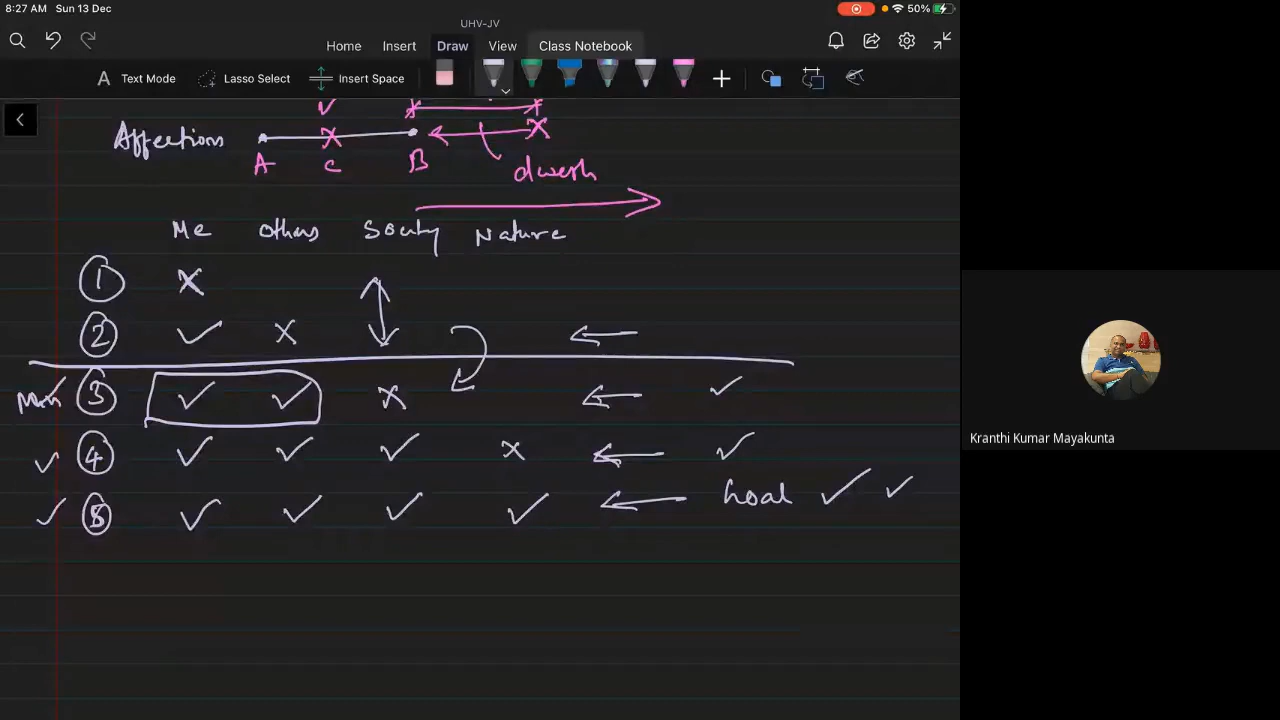 8:27 AM Sun 13 Dec 50%
UHV-JV
Home Insert Draw View Class Notebook
A Text Mode Lasso Select Insert Space
Affections A C B dwesh
Me Others Society Nature
1 X
2 ✓ X
3 ✓ ✓ X ✓
✓ 4 ✓ ✓ ✓ X ✓
✓ 5 ✓ ✓ ✓ ✓ Goal ✓ ✓
Kranthi Kumar Mayakunta